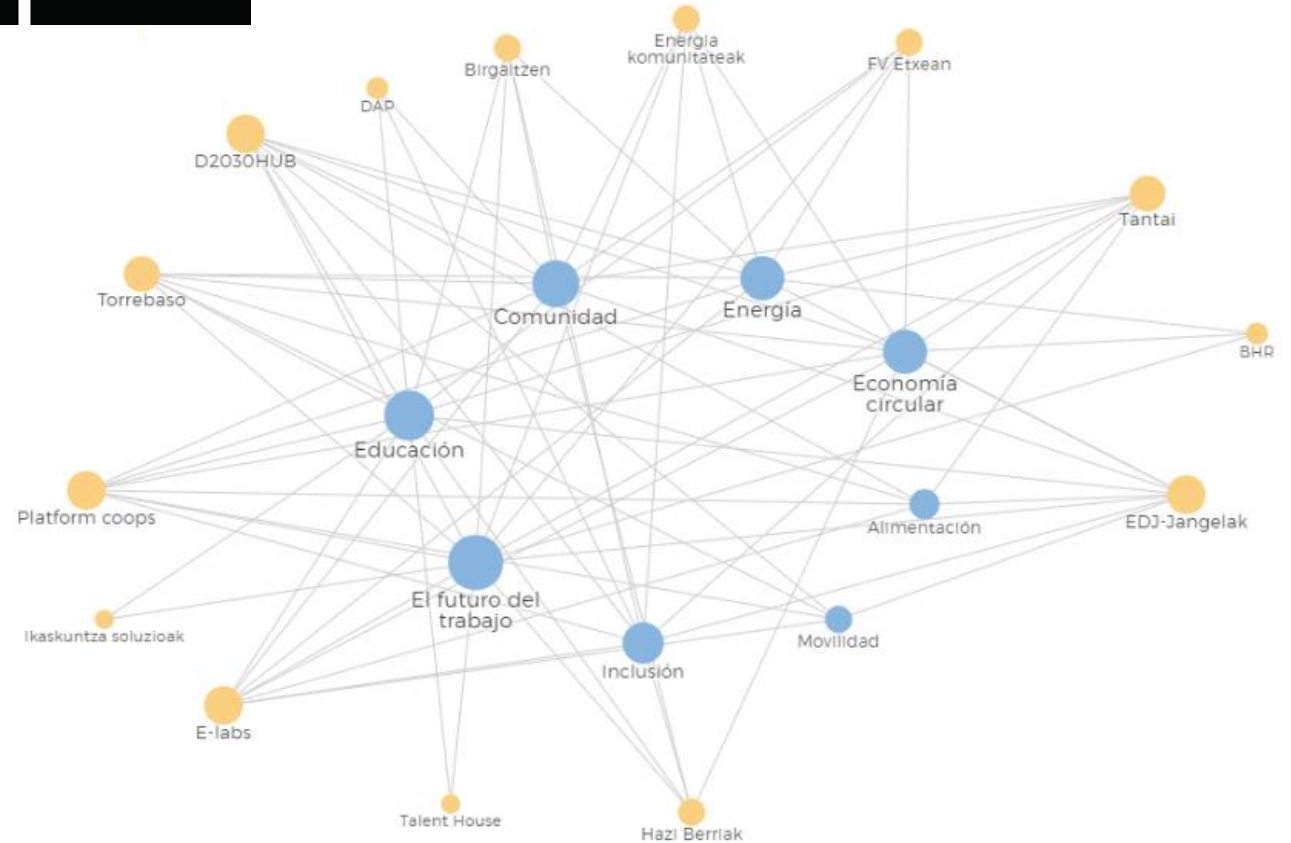 Energía
komunitateak
FV Etxean
Birgaitzen
DAP
D2030HUB
Tantai
Torrebaso
Comunidad
Energía
BHR
Economía
circular
Educación
Platform coops
Alimentación
EDJ-Jangelak
El futuro del
trabajo
Ikaskuntza soluzioak
Movilidad
Inclusión
E-labs
Talent House
Hazi Berriak